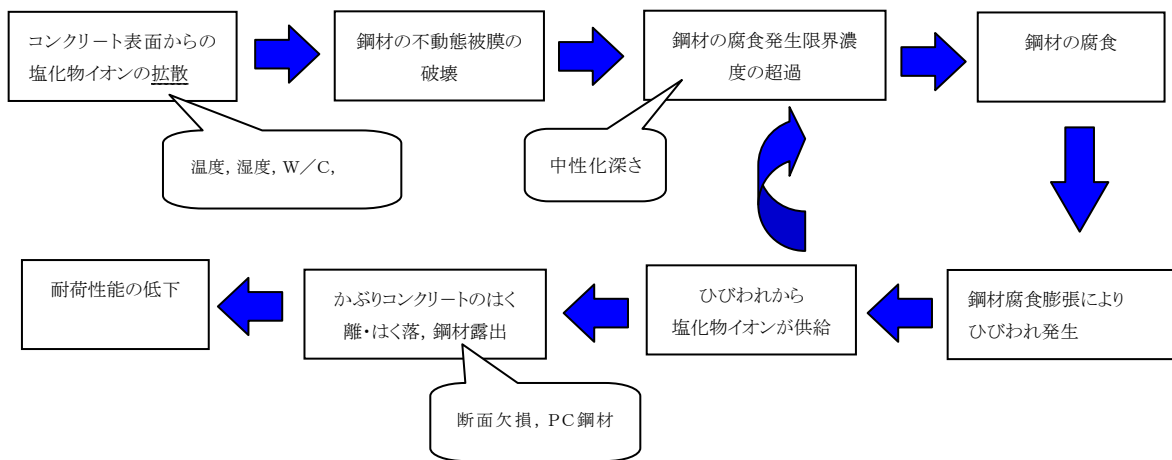 コンクリート表面からの
塩化物イオンの拡散
鋼材の不動態被膜の
破壊
鋼材の腐食発生限界濃
度の超過
鋼材の腐食
温度, 湿度, W／C,
中性化深さ
耐荷性能の低下
かぶりコンクリートのはく
離・はく落, 鋼材露出
ひびわれから
塩化物イオンが供給
鋼材腐食膨張により
ひびわれ発生
断面欠損, PC鋼材